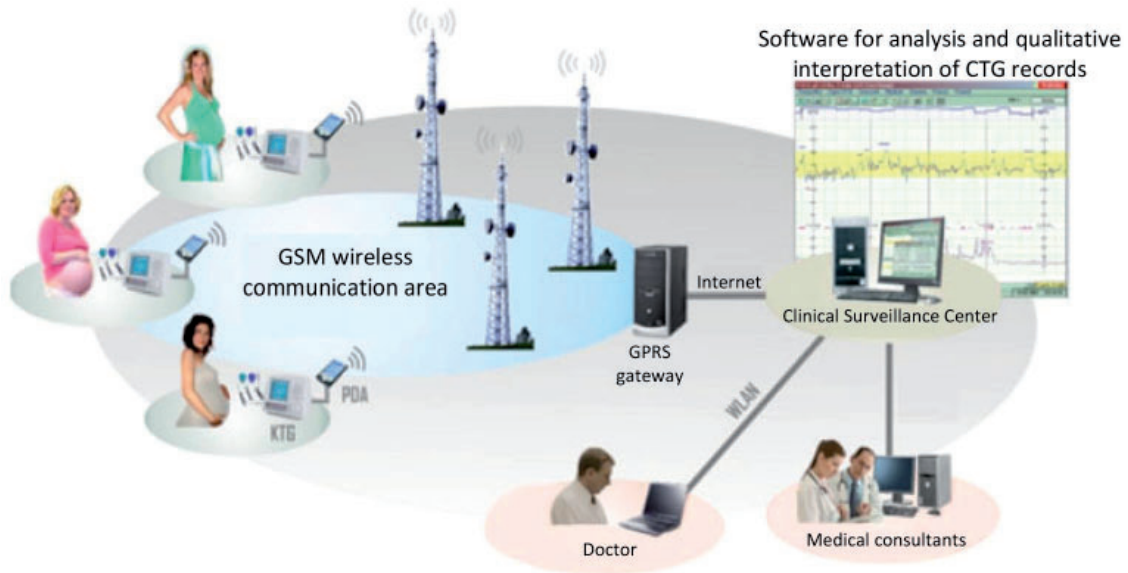 Software for analysis and qualitative
interpretation of CTG records
GSM wireless
communication area
Internet
Clinical Surveillance Center
GPRS
gateway
PDA
KTG
WLAN
Doctor
Medical consultants